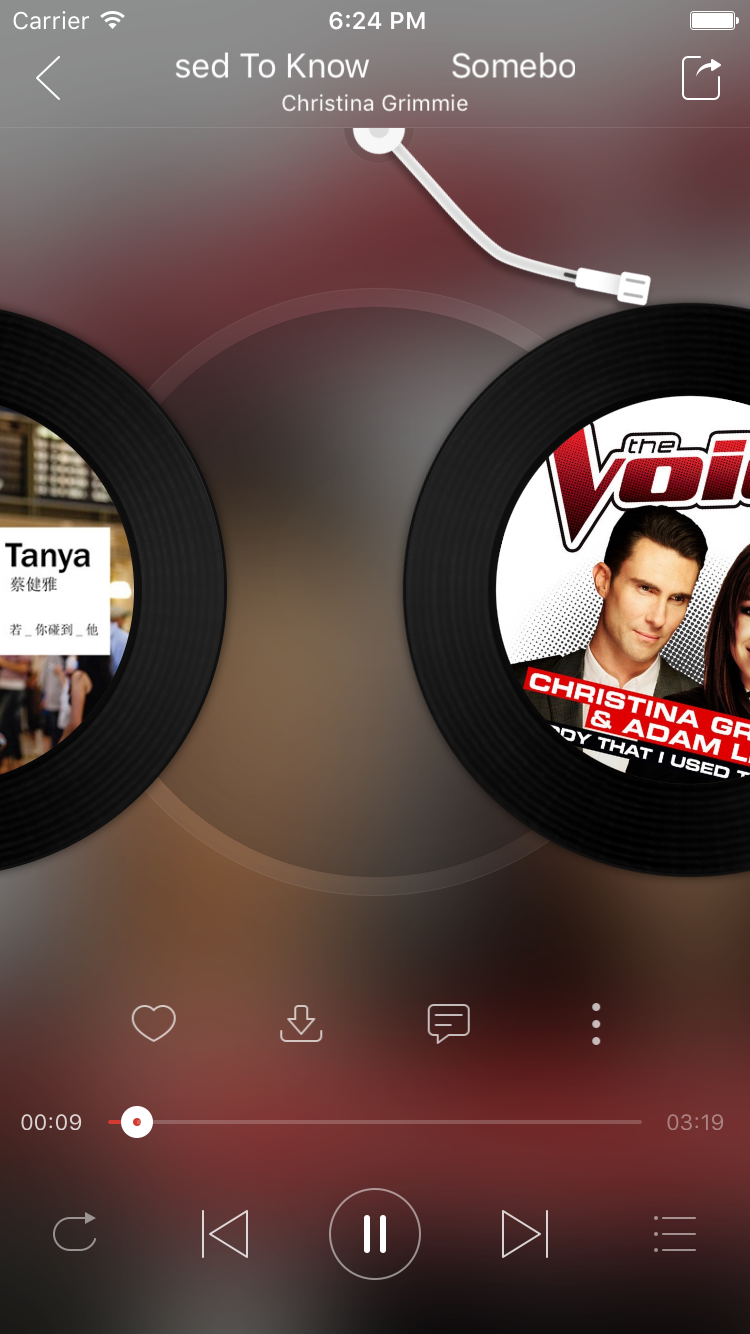 Carrier 6:24 PM
sed To Know Somebo
Christina Grimmie
Tanya
蔡健雅
若_你碰到_他
the
Voi
CHRISTINA GR
& ADAM L
DY THAT I USED T
00:09 03:19